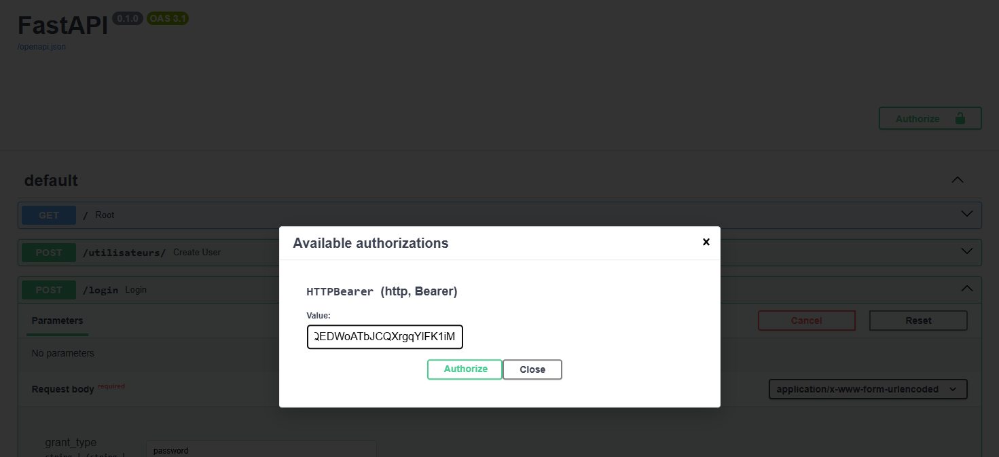 FastAPI 0.1.0 OAS 3.1
/openapi.json
Authorize
default
GET / Root
POST /utilisateurs/ Create User
POST /login Login
Parameters
Cancel
Reset
No parameters
Request body required
application/x-www-form-urlencoded
grant_type
password
Available authorizations
×
HTTPBearer (http, Bearer)
Value:
Authorize
Close